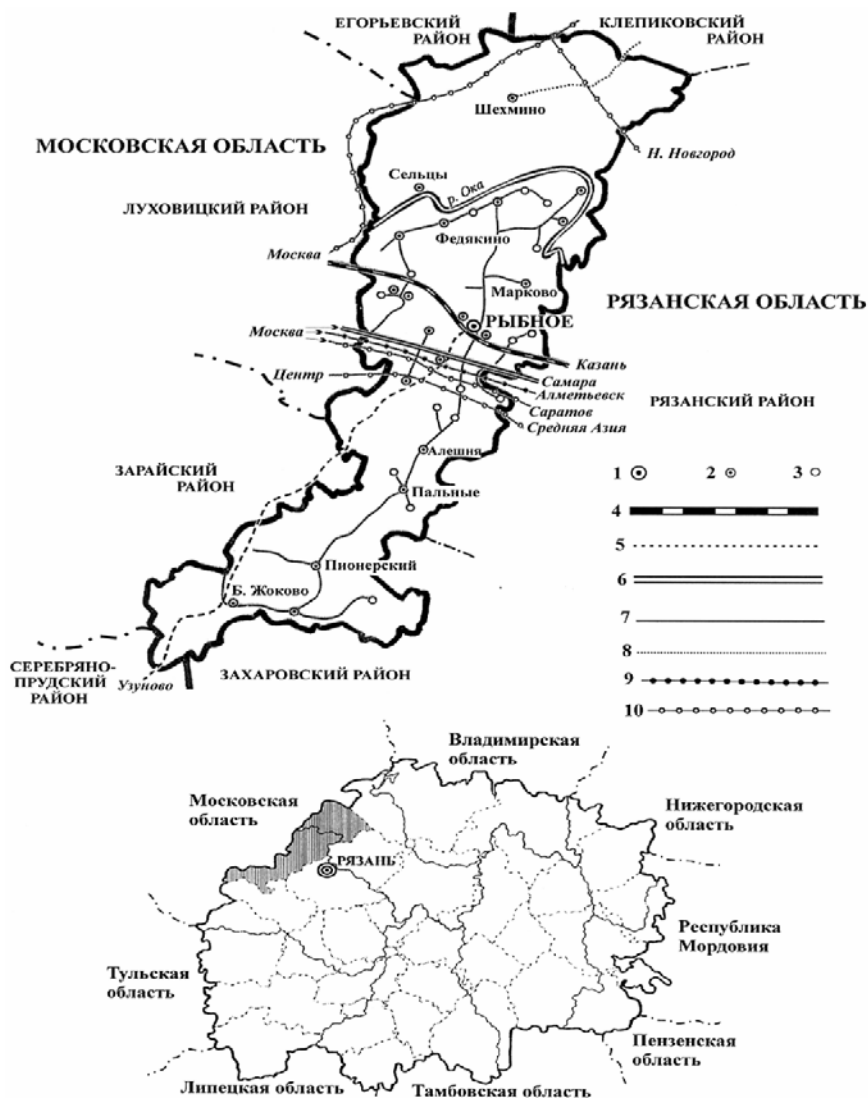 ЕГОРЬЕВСКИЙ
РАЙОН
КЛЕПИКОВСКИЙ
РАЙОН
Шехмино
МОСКОВСКАЯ ОБЛАСТЬ
Н. Новгород
Сельцы
р. Ока
ЛУХОВИЦКИЙ РАЙОН
Федякино
Москва
Марково
РЯЗАНСКАЯ ОБЛАСТЬ
РЫБНОЕ
Москва
Казань
Центр
Самара
Алметьевск
Саратов
РЯЗАНСКИЙ РАЙОН
Средняя Азия
Алешня
ЗАРАЙСКИЙ
РАЙОН
1 2 3
Пальные
4
5
Пионерский
6
Б. Жоково
7
8
СЕРЕБРЯНО-
ПРУДСКИЙ
РАЙОН
Узуново
ЗАХАРОВСКИЙ РАЙОН
9
10
Владимирская
область
Московская
область
Нижегородская
область
РЯЗАНЬ
Республика
Мордовия
Тульская
область
Пензенская
область
Липецкая область
Тамбовская область